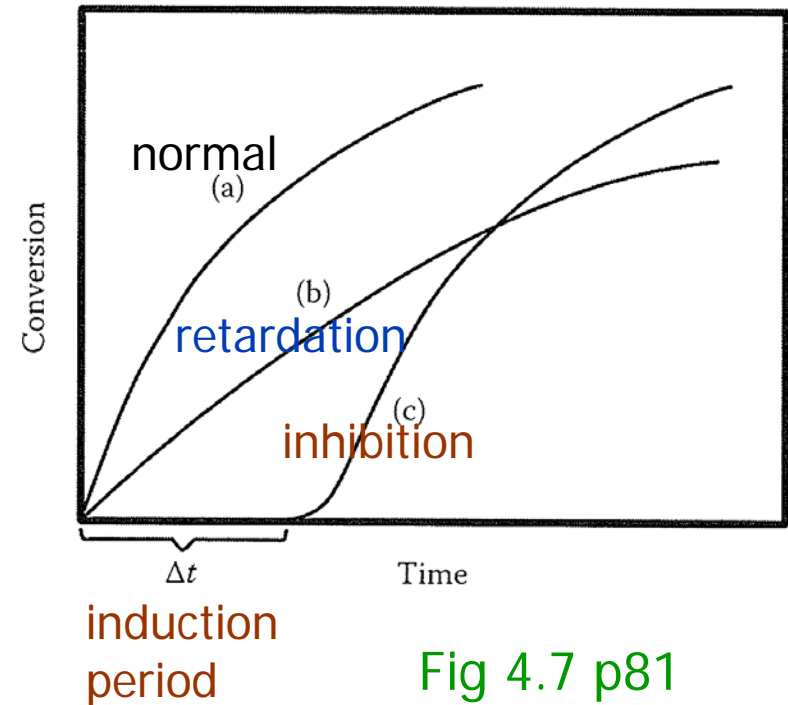 normal
(a)
Conversion
(b)
retardation
(c)
inhibition
Δt
Time
induction
period
Fig 4.7 p81